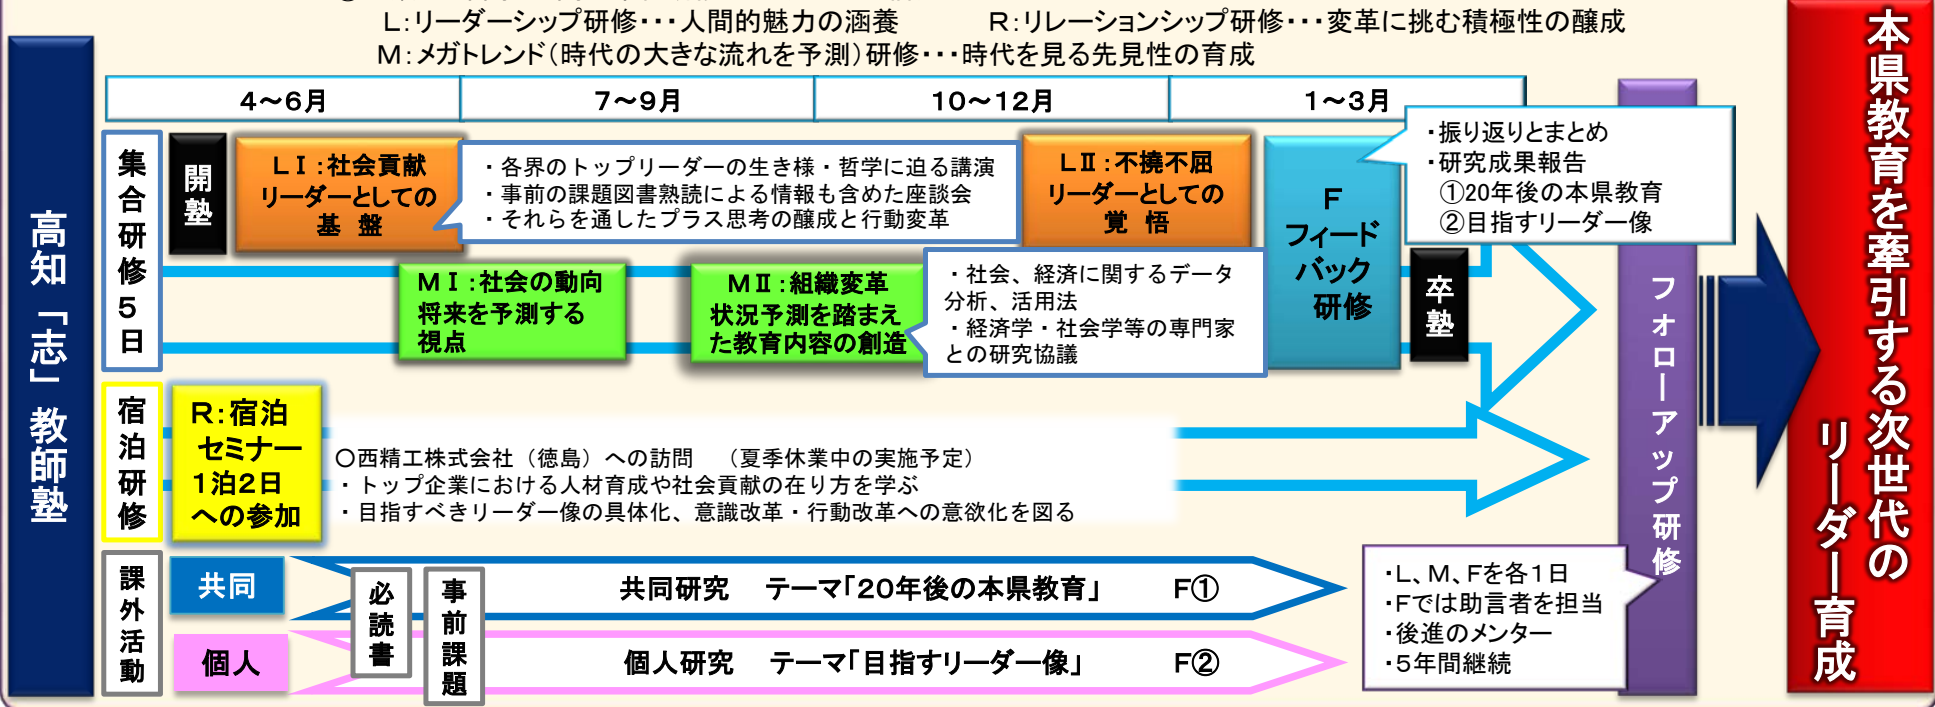 L:リーダーシップ研修・・・人間的魅力の涵養 R:リレーションシップ研修・・・変革に挑む積極性の醸成
M:メガトレンド(時代の大きな流れを予測)研修・・・時代を見る先見性の育成
高知「志」教師塾
4〜6月
7〜9月
10〜12月
1〜3月
集合研修5日
開塾
LⅠ:社会貢献
リーダーとしての
基 盤
・各界のトップリーダーの生き様・哲学に迫る講演
・事前の課題図書熟読による情報も含めた座談会
・それらを通したプラス思考の醸成と行動変革
LⅡ:不撓不屈
リーダーとしての
覚 悟
F
フィード
バック
研修
・振り返りとまとめ
・研究成果報告
①20年後の本県教育
②目指すリーダー像
MⅠ:社会の動向
将来を予測する
視点
MⅡ:組織変革
状況予測を踏まえ
た教育内容の創造
・社会、経済に関するデータ
分析、活用法
・経済学・社会学等の専門家
との研究協議
卒塾
宿泊研修
R:宿泊
セミナー
1泊2日
への参加
〇西精工株式会社(徳島)への訪問 (夏季休業中の実施予定)
・トップ企業における人材育成や社会貢献の在り方を学ぶ
・目指すべきリーダー像の具体化、意識改革・行動改革への意欲化を図る
課外活動
共同
個人
必読書
事前課題
共同研究 テーマ「20年後の本県教育」 F①
個人研究 テーマ「目指すリーダー像」 F②
・L、M、Fを各1日
・Fでは助言者を担当
・後進のメンター
・5年間継続
フォローアップ研修
本県教育を牽引する次世代の
リーダー育成